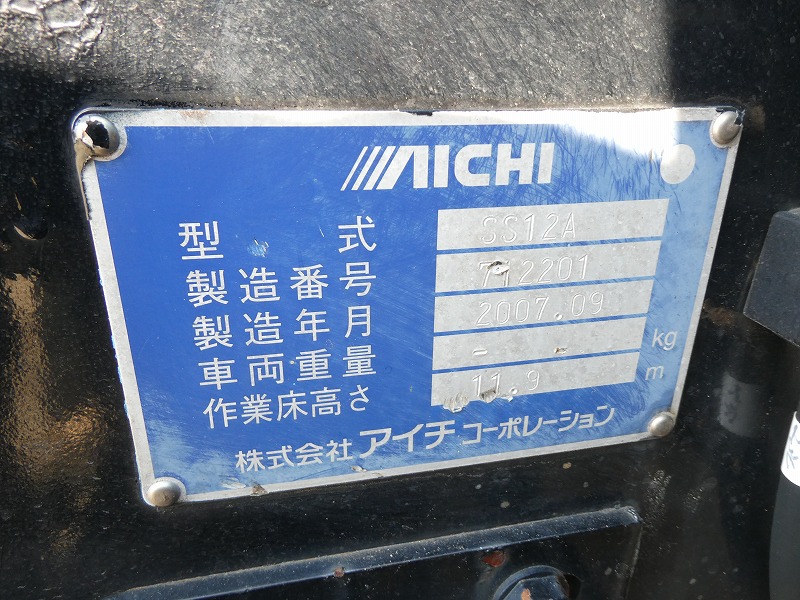 AICHI
型式 SS12A
製造番号 712201
製造年月 2007.09
車両重量 - - kg
作業床高さ 11.9 m
株式会社 アイチ コーポレーション